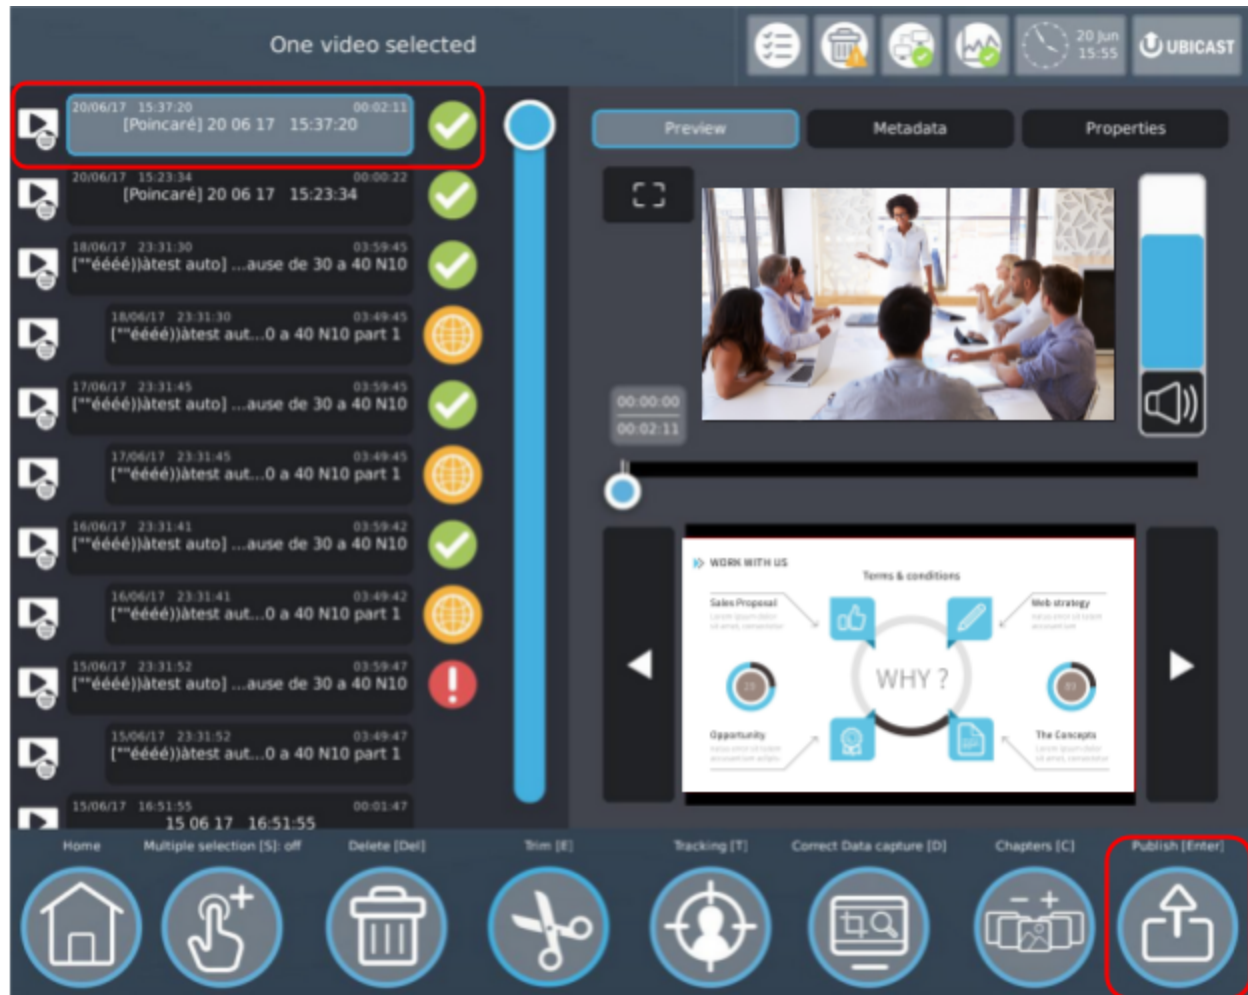 One video selected
20 Jun
15:55
UBICAST
20/06/17 15:37:20 00:02:11
[Poincaré] 20 06 17 15:37:20
20/06/17 15:23:34 00:00:22
[Poincaré] 20 06 17 15:23:34
18/06/17 23:31:30 03:59:45
[""éééé))àtest auto] ...ause de 30 a 40 N10
18/06/17 23:31:30 03:49:45
[""éééé))àtest aut...0 a 40 N10 part 1
17/06/17 23:31:45 03:59:45
[""éééé))àtest auto] ...ause de 30 a 40 N10
17/06/17 23:31:45 03:49:45
[""éééé))àtest aut...0 a 40 N10 part 1
16/06/17 23:31:41 03:59:42
[""éééé))àtest auto] ...ause de 30 a 40 N10
16/06/17 23:31:41 03:49:42
[""éééé))àtest aut...0 a 40 N10 part 1
15/06/17 23:31:52 03:59:47
[""éééé))àtest auto] ...ause de 30 a 40 N10
15/06/17 23:31:52 03:49:47
[""éééé))àtest aut...0 a 40 N10 part 1
15/06/17 16:51:55 00:01:47
15 06 17 16:51:55
Preview Metadata Properties
00:00:00
00:02:11
WORK WITH US
Terms & conditions
Sales Proposal
Web strategy
WHY ?
Opportunity
The Concepts
Home Multiple selection [S]: off Delete [Del] Trim [E] Tracking [T] Correct Data capture [D] Chapters [C] Publish [Enter]